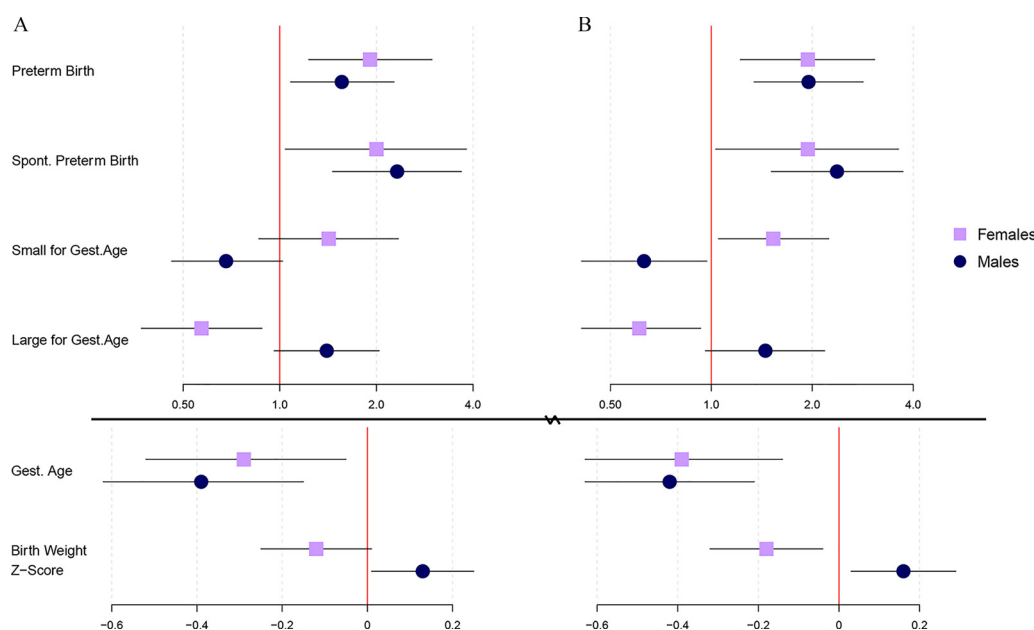 A
B
Preterm Birth
Spont. Preterm Birth
Small for Gest.Age
Large for Gest.Age
Females
Males
0.50 1.0 2.0 4.0
0.50 1.0 2.0 4.0
Gest. Age
Birth Weight
Z−Score
−0.6 −0.4 −0.2 0 0.2
−0.6 −0.4 −0.2 0 0.2